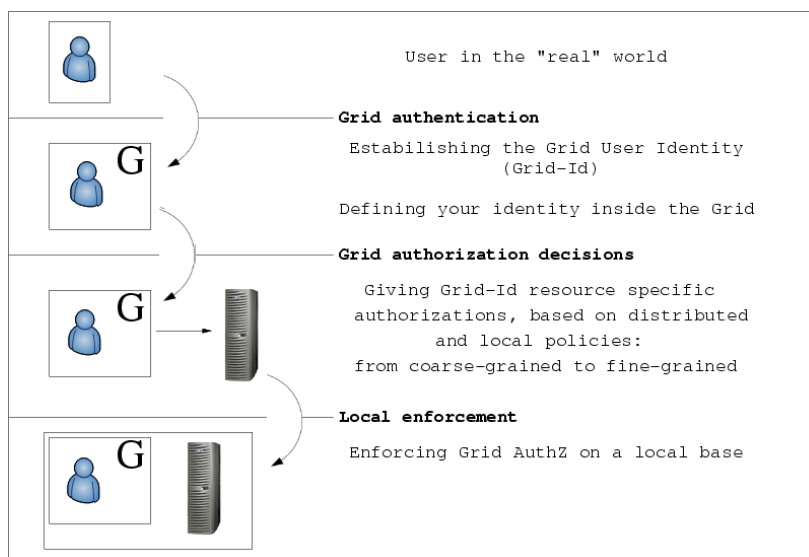 User in the "real" world
Grid authentication
G
Estabilishing the Grid User Identity
(Grid-Id)
Defining your identity inside the Grid
Grid authorization decisions
G
Giving Grid-Id resource specific
authorizations, based on distributed
and local policies:
from coarse-grained to fine-grained
Local enforcement
G
Enforcing Grid AuthZ on a local base